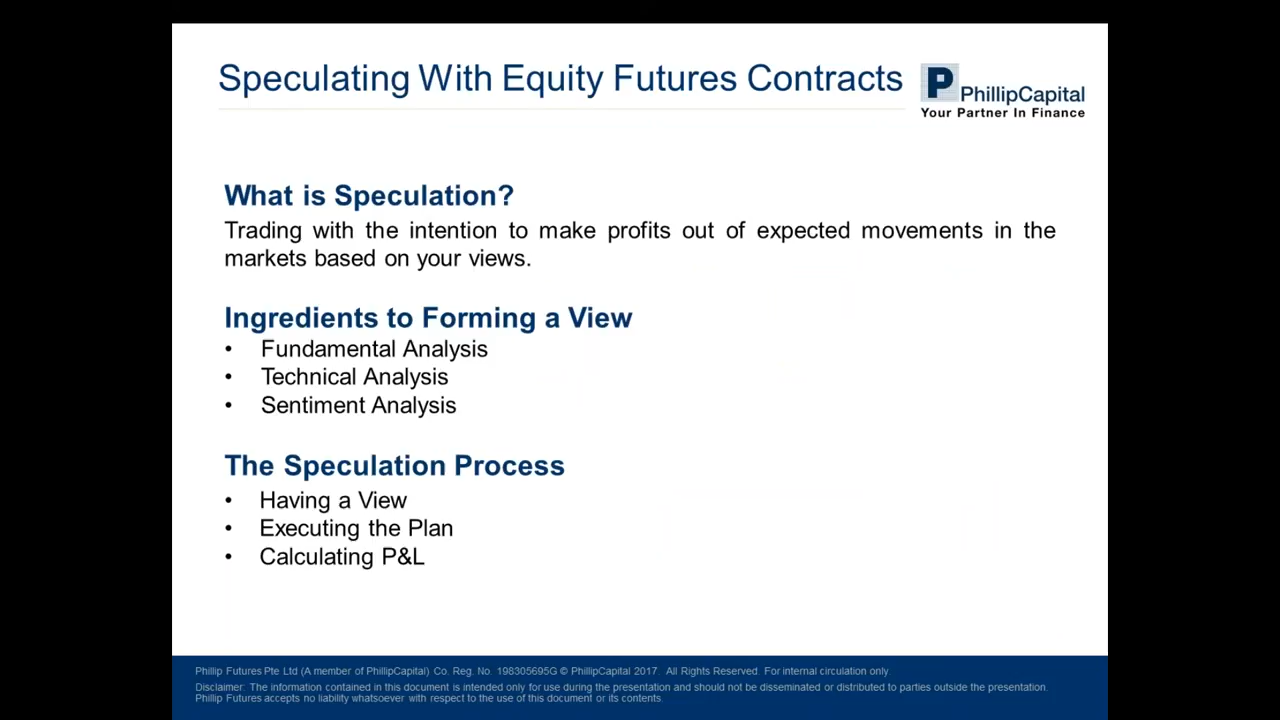 Speculating With Equity Futures Contracts
P PhillipCapital
Your Partner In Finance
What is Speculation?
Trading with the intention to make profits out of expected movements in the
markets based on your views.
Ingredients to Forming a View
• Fundamental Analysis
• Technical Analysis
• Sentiment Analysis
The Speculation Process
• Having a View
• Executing the Plan
• Calculating P&L
Phillip Futures Pte Ltd (A member of PhillipCapital) Co. Reg. No. 198305695G © PhillipCapital 2017. All Rights Reserved. For internal circulation only.
Disclaimer: The information contained in this document is intended only for use during the presentation and should not be disseminated or distributed to parties outside the presentation.
Phillip Futures accepts no liability whatsoever with respect to the use of this document or its contents.